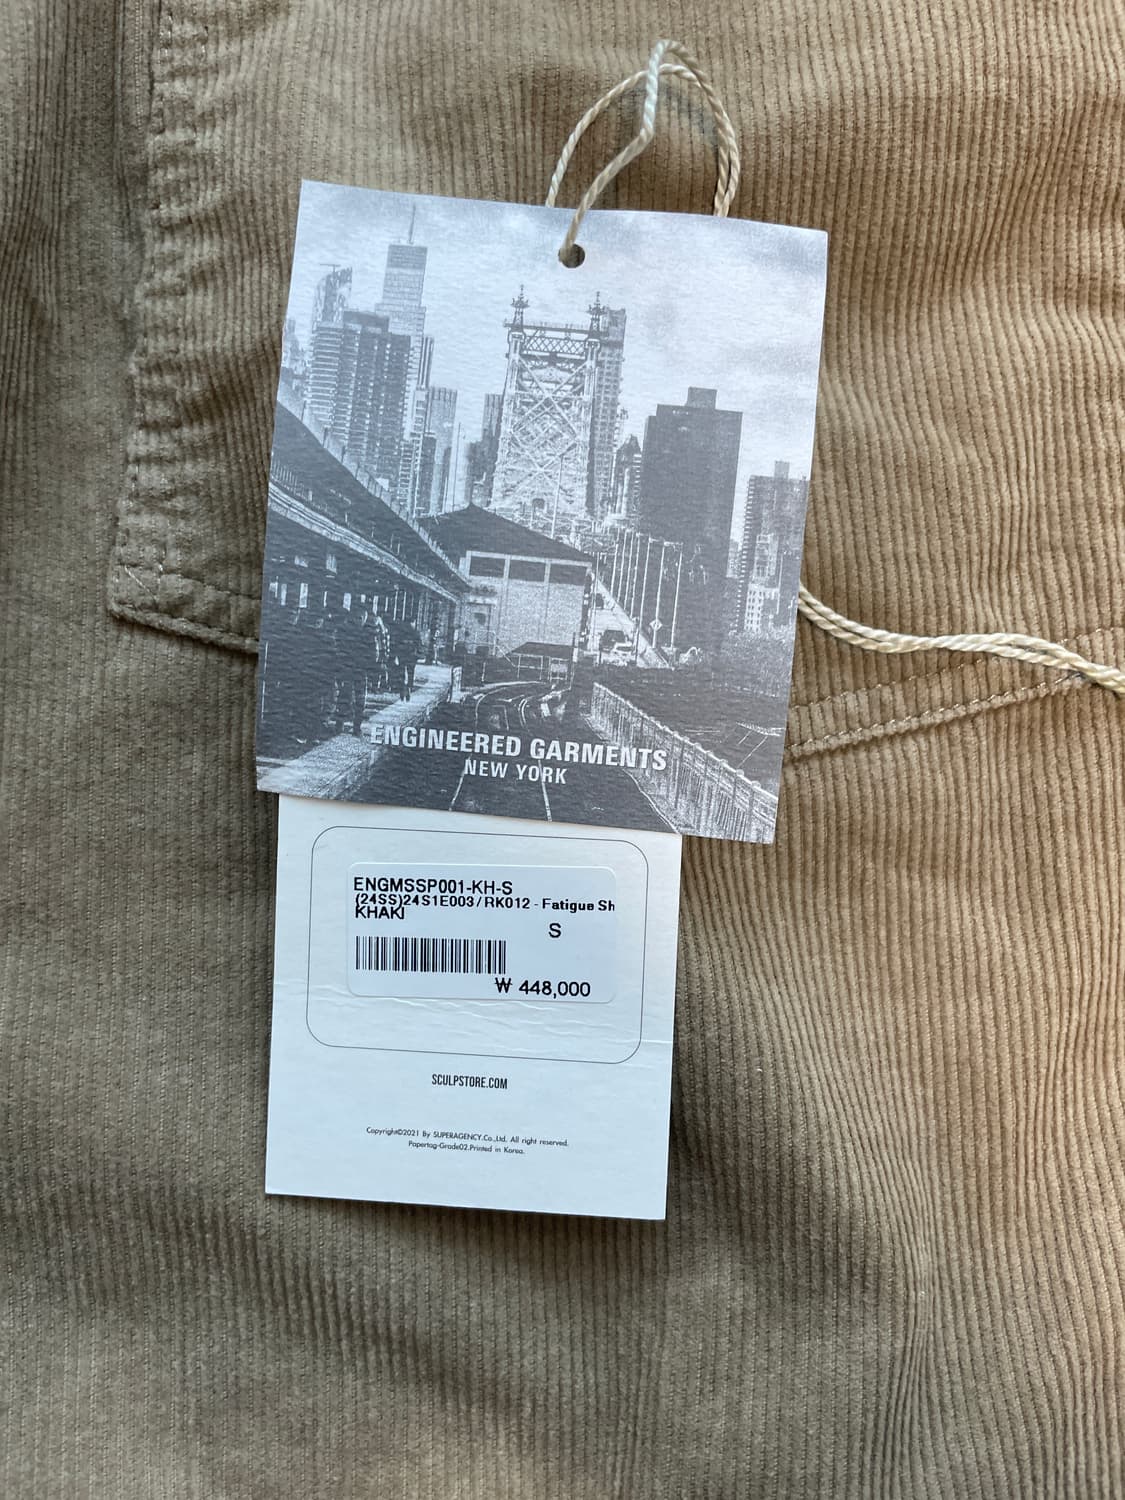 ENGINEERED GARMENTS
NEW YORK
ENGMSSP001-KH-S
(24SS)24S1E003/RK012 - Fatigue Sh
KHAKI
S
₩ 448,000
SCULPSTORE.COM
Copyright©2021 By SUPERAGENCY.Co.,Ltd. All right reserved.
Papertag-Grade02.Printed in Korea.